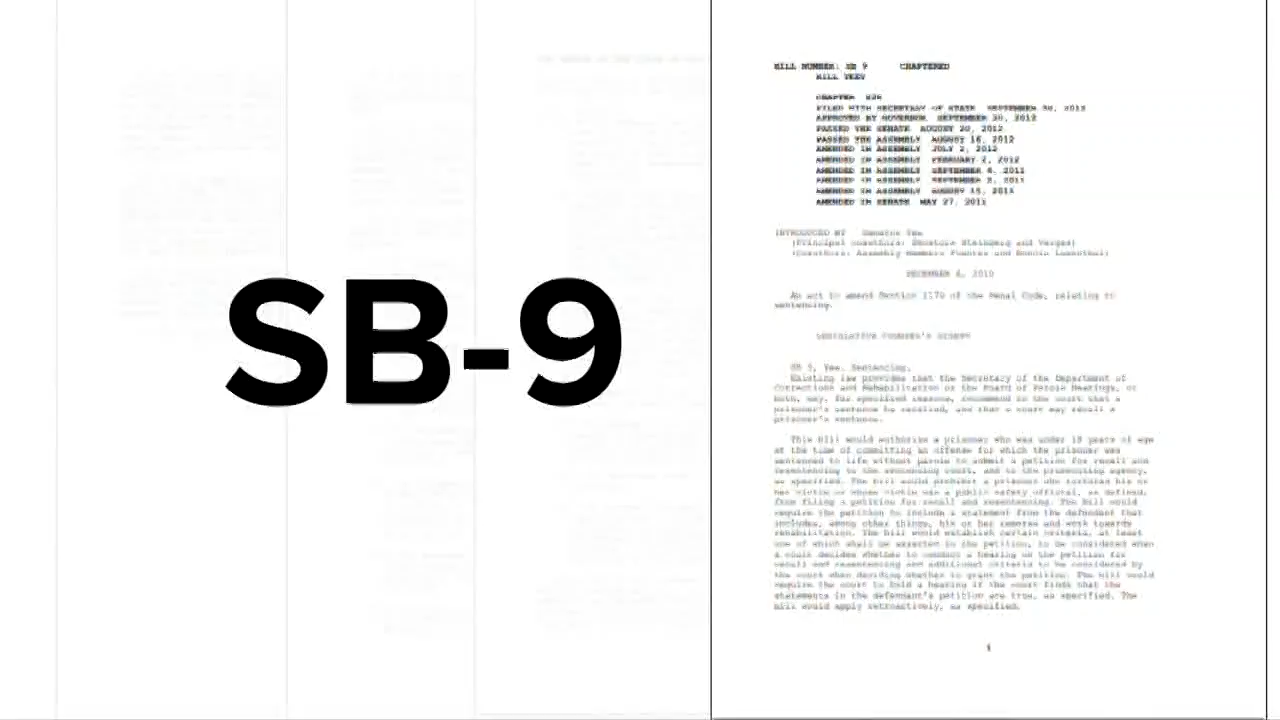 SB-9
BILL NUMBER: SB 9 CHAPTERED
BILL TEXT
CHAPTER 828
FILED WITH SECRETARY OF STATE SEPTEMBER 30, 2012
APPROVED BY GOVERNOR SEPTEMBER 30, 2012
PASSED THE SENATE AUGUST 20, 2012
PASSED THE ASSEMBLY AUGUST 16, 2012
AMENDED IN ASSEMBLY JULY 2, 2012
AMENDED IN ASSEMBLY FEBRUARY 2, 2012
AMENDED IN ASSEMBLY SEPTEMBER 6, 2011
AMENDED IN ASSEMBLY SEPTEMBER 2, 2011
AMENDED IN ASSEMBLY AUGUST 15, 2011
AMENDED IN SENATE MAY 27, 2011
INTRODUCED BY Senator Yee
(Principal coauthors: Senators Steinberg and Vargas)
(Coauthors: Assembly Members Fuentes and Bonnie Lowenthal)
DECEMBER 6, 2010
An act to amend Section 1170 of the Penal Code, relating to
sentencing.
LEGISLATIVE COUNSEL'S DIGEST
SB 9, Yee. Sentencing.
Existing law provides that the Secretary of the Department of
Corrections and Rehabilitation or the Board of Parole Hearings, or
both, may, for specified reasons, recommend to the court that a
prisoner's sentence be recalled, and that a court may recall a
prisoner's sentence.
This bill would authorize a prisoner who was under 18 years of age
at the time of committing an offense for which the prisoner was
sentenced to life without parole to submit a petition for recall and
resentencing to the sentencing court, and to the prosecuting agency,
as specified. The bill would prohibit a prisoner who tortured his or
her victim or whose victim was a public safety official, as defined,
from filing a petition for recall and resentencing. The bill would
require the petition to include a statement from the defendant that
includes, among other things, his or her remorse and work towards
rehabilitation. The bill would establish certain criteria, at least
one of which shall be asserted in the petition, to be considered when
a court decides whether to conduct a hearing on the petition for
recall and resentencing and additional criteria to be considered by
the court when deciding whether to grant the petition. The bill would
require the court to hold a hearing if the court finds that the
statements in the defendant's petition are true, as specified. The
bill would apply retroactively, as specified.